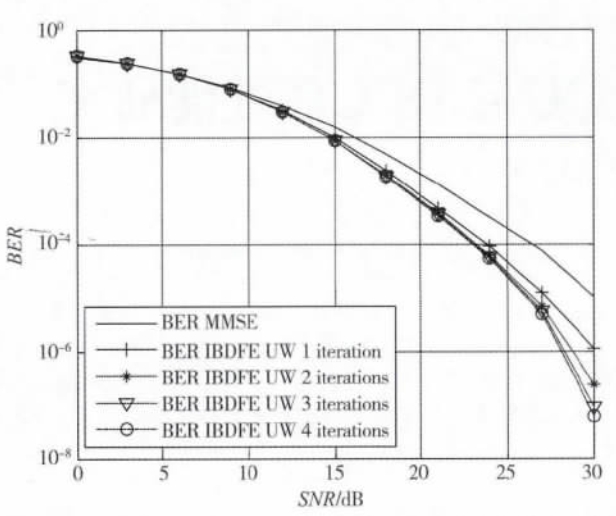 10⁰
10⁻²
10⁻⁴
10⁻⁶
10⁻⁸
BER
BER MMSE
BER IBDFE UW 1 iteration
BER IBDFE UW 2 iterations
BER IBDFE UW 3 iterations
BER IBDFE UW 4 iterations
0 5 10 15 20 25 30
SNR/dB